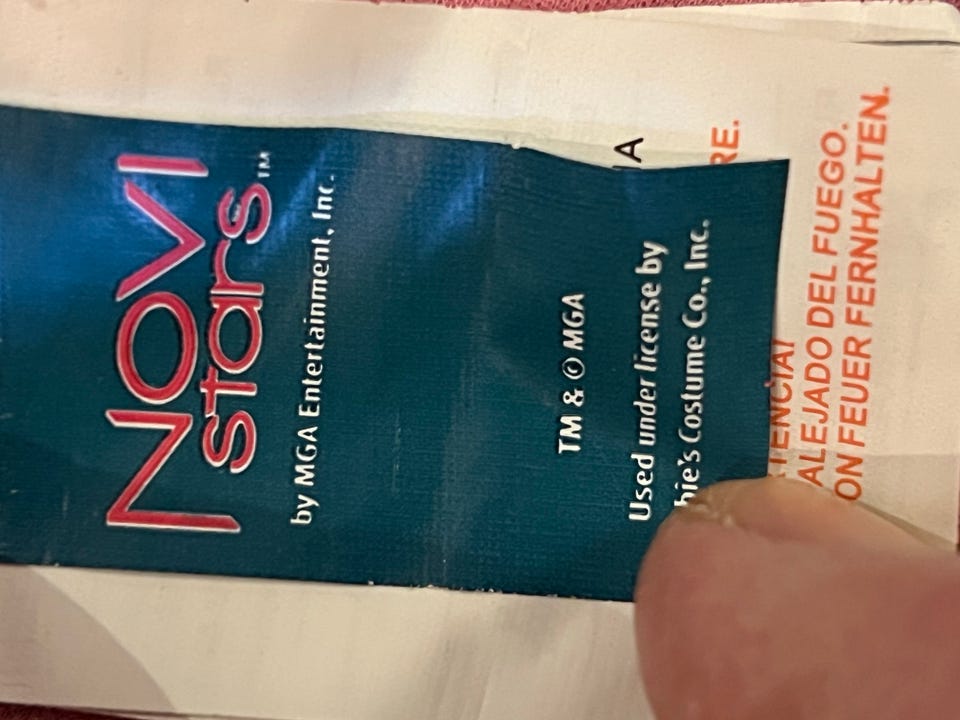 NOVI
stars™
by MGA Entertainment, Inc.
TM & © MGA
Used under license by
Costume Co., Inc.
ALEJADO DEL FUEGO.
FEUER FERNHALTEN.